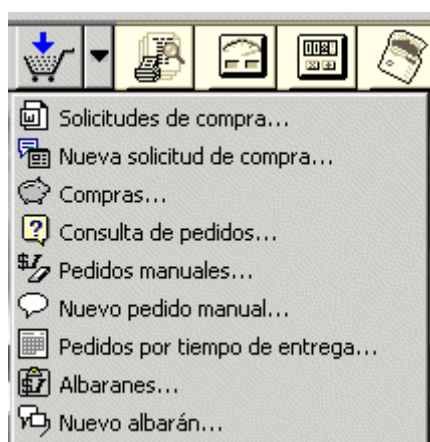 Solicitudes de compra...
Nueva solicitud de compra...
Compras...
Consulta de pedidos...
Pedidos manuales...
Nuevo pedido manual...
Pedidos por tiempo de entrega...
Albaranes...
Nuevo albarán...